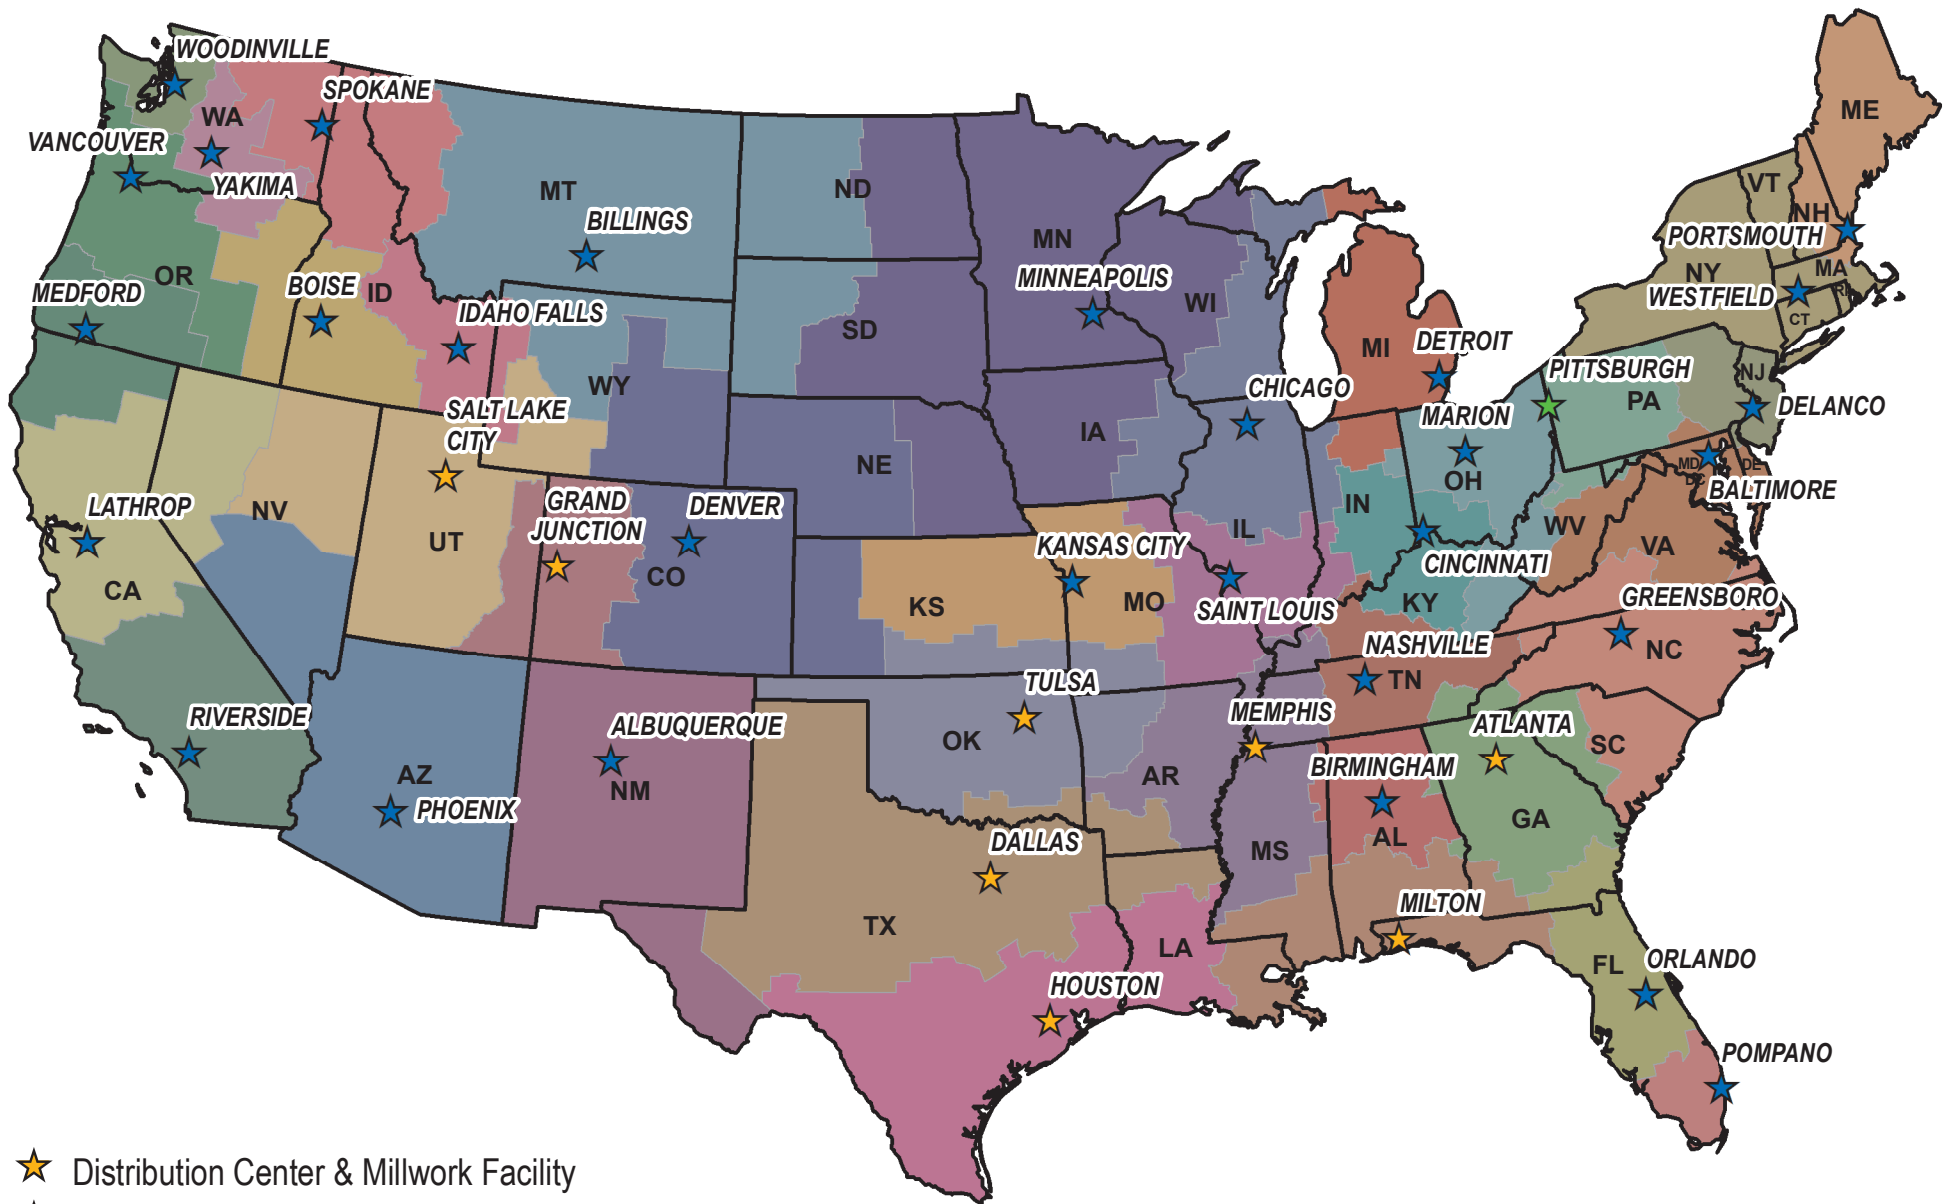 WOODINVILLE
SPOKANE
WA
VANCOUVER
YAKIMA
MT
BILLINGS
ND
MN
ME
VT
NH
PORTSMOUTH
OR
MEDFORD
BOISE
ID
IDAHO FALLS
MINNEAPOLIS
WI
SD
NY
MA
WESTFIELD
RI
CT
MI
DETROIT
WY
CHICAGO
PITTSBURGH
NJ
PA
DELANCO
SALT LAKE
CITY
MARION
IA
NE
OH
MD
DE
DC
BALTIMORE
LATHROP
NV
UT
GRAND
JUNCTION
DENVER
CO
KANSAS CITY
IL
IN
WV
VA
CINCINNATI
CA
KS
MO
SAINT LOUIS
KY
GREENSBORO
NASHVILLE
NC
TN
TULSA
RIVERSIDE
ALBUQUERQUE
MEMPHIS
ATLANTA
OK
SC
AZ
PHOENIX
NM
AR
BIRMINGHAM
GA
DALLAS
AL
MS
TX
MILTON
LA
FL
ORLANDO
HOUSTON
POMPANO
Distribution Center & Millwork Facility